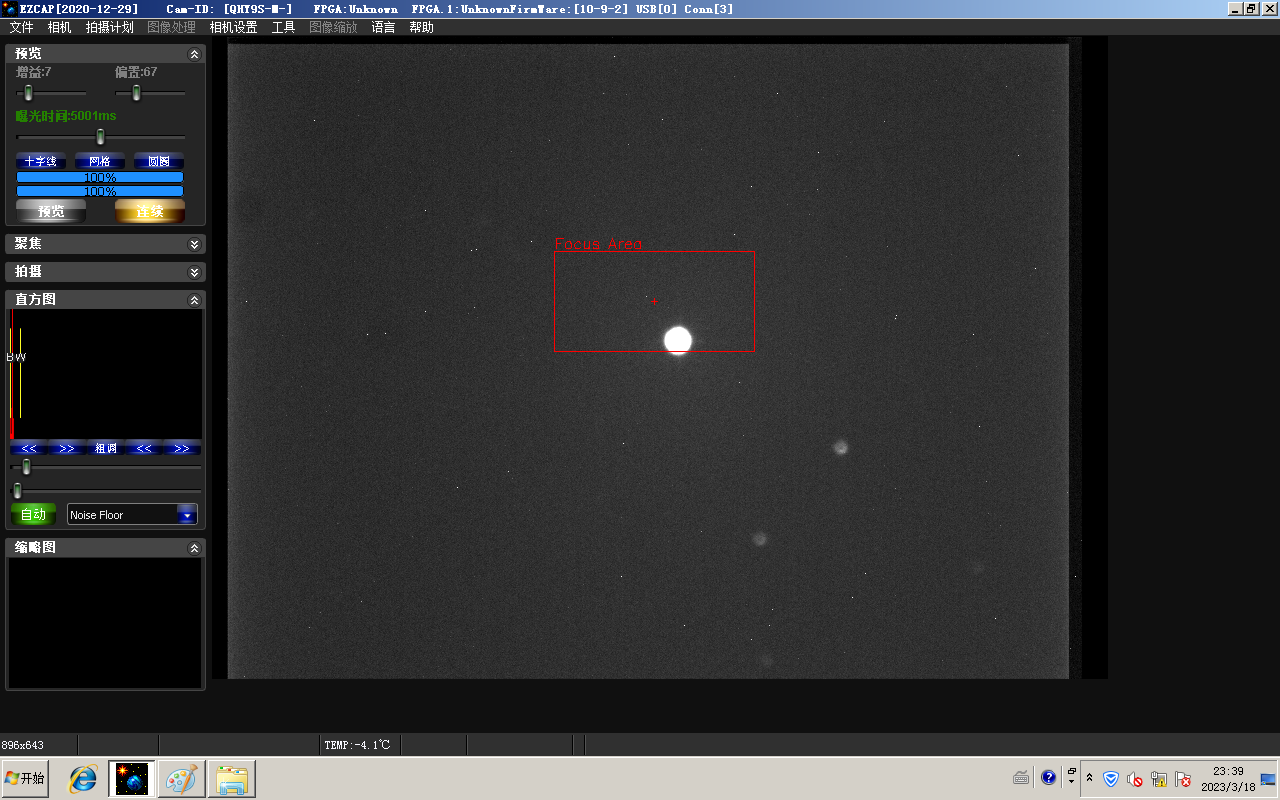 EZCAP[2020-12-29] Cam-ID: [QHY9S-M-] FPGA:Unknown FPGA.1:UnknownFirmWare:[10-9-2] USB[0] Conn[3]
文件 相机 拍摄计划 图像处理 相机设置 工具 图像缩放 语言 帮助
预览
增益:7 偏置:67
曝光时间:5001ms
十字线 网格 圆圈
100%
100%
预览 连续
聚焦
拍摄
直方图
B W
<< >> 粗调 << >>
自动 Noise Floor
缩略图
Focus Area
896x643 TEMP:-4.1℃
开始
23:39
2023/3/18